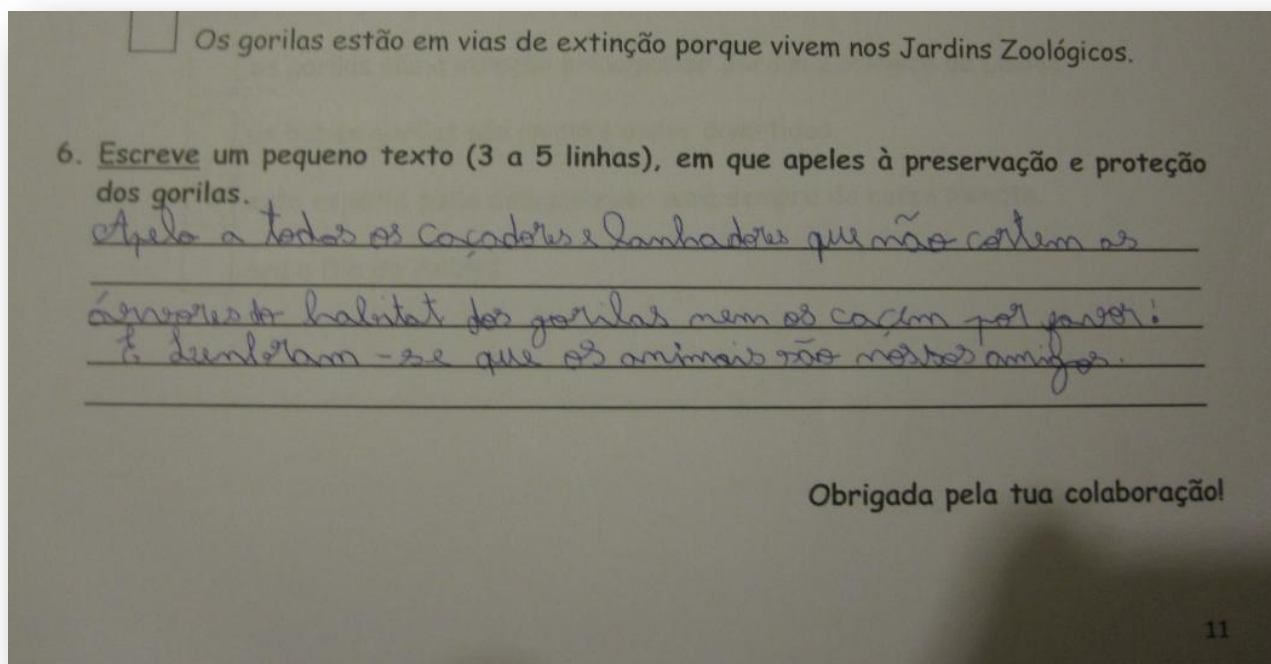 Os gorilas estão em vias de extinção porque vivem nos Jardins Zoológicos.
6. Escreve um pequeno texto (3 a 5 linhas), em que apeles à preservação e proteção
dos gorilas.
Apelo a todos os caçadores e lanhadores que não cortem as
árvores do habitat dos gorilas nem os cacem por favor!
E lembram-se que os animais são nossos amigos.
Obrigada pela tua colaboração!
11